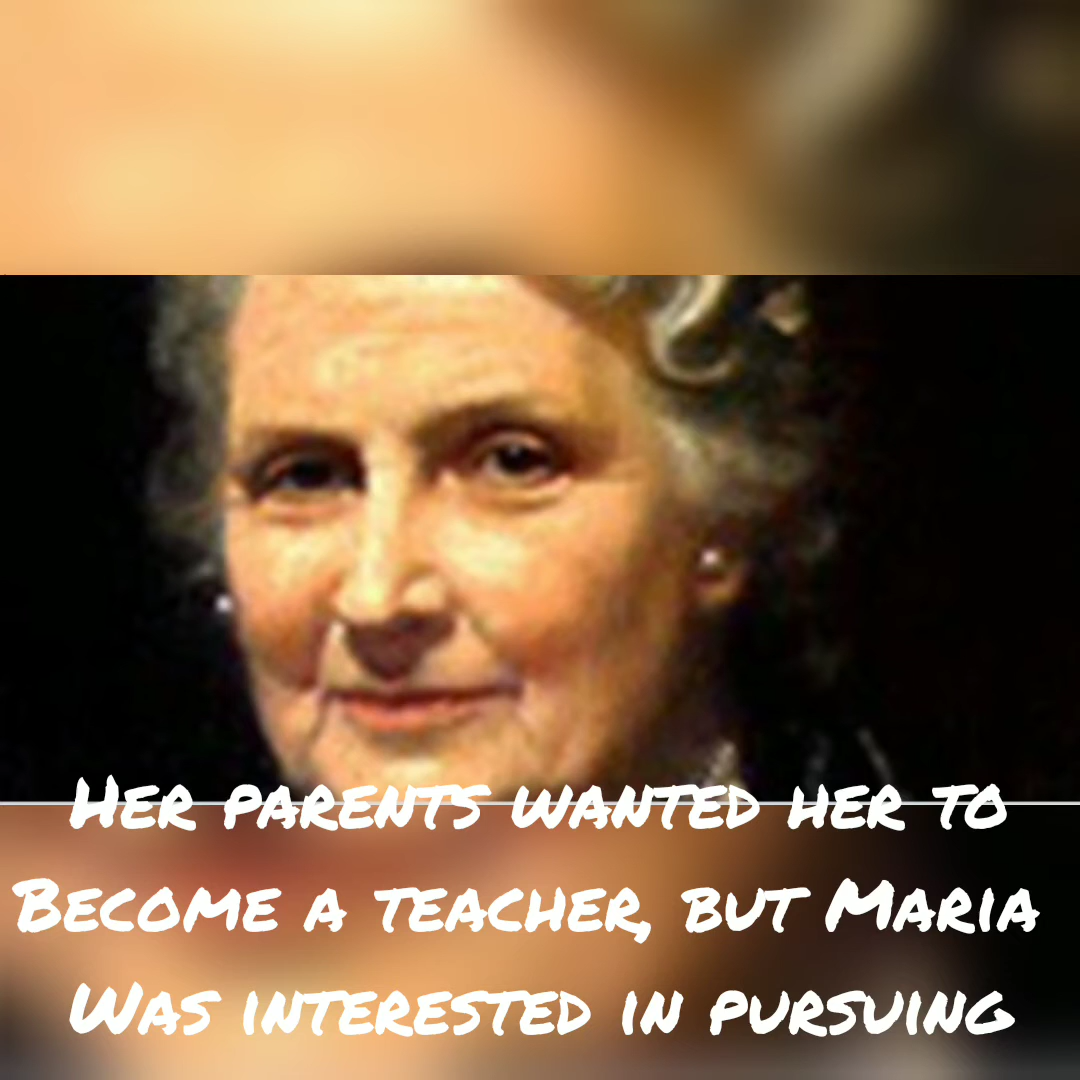 Her parents wanted her to
Become a teacher, but Maria
Was interested in pursuing